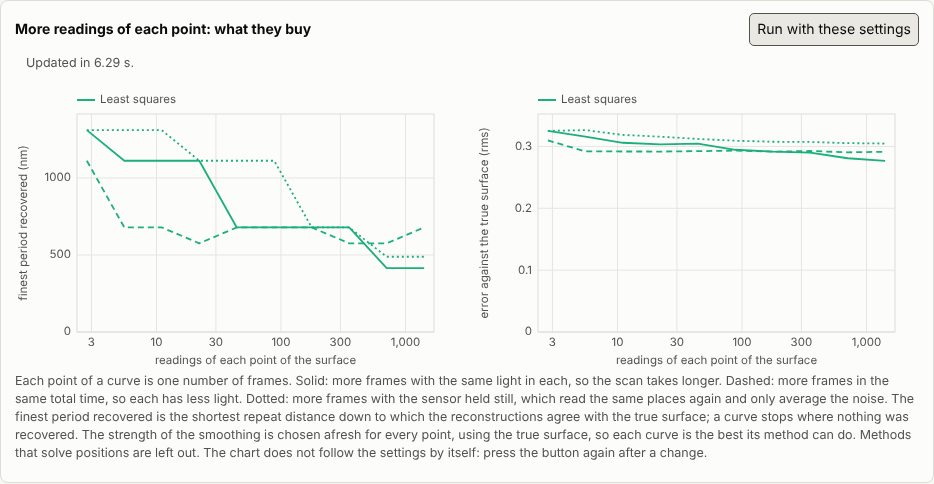 More readings of each point: what they buy
Run with these settings
Updated in 6.29 s.
Least squares
finest period recovered (nm)
1000
500
0
3 10 30 100 300 1,000
readings of each point of the surface
Least squares
error against the true surface (rms)
0.3
0.2
0.1
0
3 10 30 100 300 1,000
readings of each point of the surface
Each point of a curve is one number of frames. Solid: more frames with the same light in each, so the scan takes longer. Dashed: more frames in the
same total time, so each has less light. Dotted: more frames with the sensor held still, which read the same places again and only average the noise. The
finest period recovered is the shortest repeat distance down to which the reconstructions agree with the true surface; a curve stops where nothing was
recovered. The strength of the smoothing is chosen afresh for every point, using the true surface, so each curve is the best its method can do. Methods
that solve positions are left out. The chart does not follow the settings by itself: press the button again after a change.